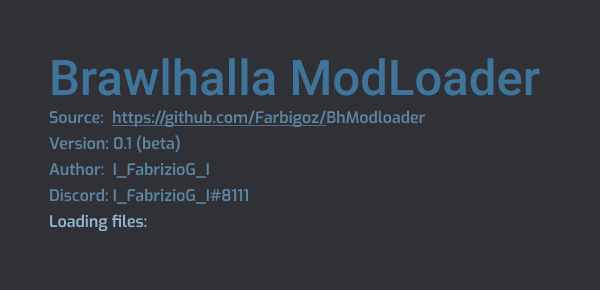 Brawlhalla ModLoader
Source: https://github.com/Farbigoz/BhModloader
Version: 0.1 (beta)
Author: I_FabrizioG_I
Discord: I_FabrizioG_I#8111
Loading files: